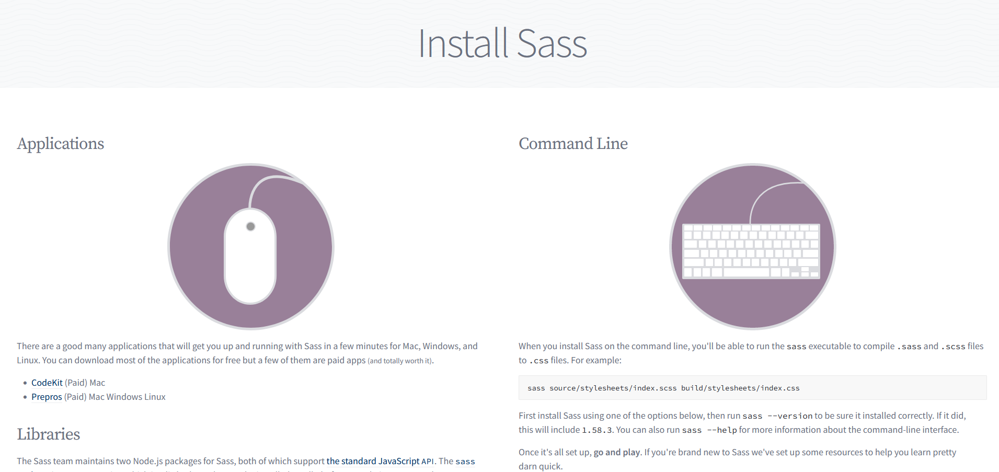 Install Sass
Applications
There are a good many applications that will get you up and running with Sass in a few minutes for Mac, Windows, and
Linux. You can download most of the applications for free but a few of them are paid apps (and totally worth it).
CodeKit (Paid) Mac
Prepros (Paid) Mac Windows Linux
Libraries
The Sass team maintains two Node.js packages for Sass, both of which support the standard JavaScript API. The sass
Command Line
When you install Sass on the command line, you'll be able to run the sass executable to compile .sass and .scss files
to .css files. For example:
sass source/stylesheets/index.scss build/stylesheets/index.css
First install Sass using one of the options below, then run sass --version to be sure it installed correctly. If it did,
this will include 1.58.3. You can also run sass --help for more information about the command-line interface.
Once it's all set up, go and play. If you're brand new to Sass we've set up some resources to help you learn pretty
darn quick.